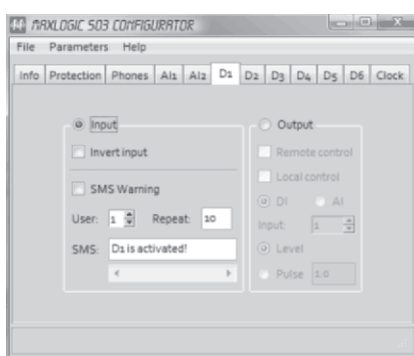 MAXLOGIC 503 CONFIGURATOR
File Parameters Help
Info Protection Phones AI1 AI2 D1 D2 D3 D4 D5 D6 Clock
Input
Invert input
SMS Warning
User: 1 Repeat: 10
SMS: D1 is activated!
Output
Remote control
Local control
DI AI
Input: 1
Level
Pulse 1.0